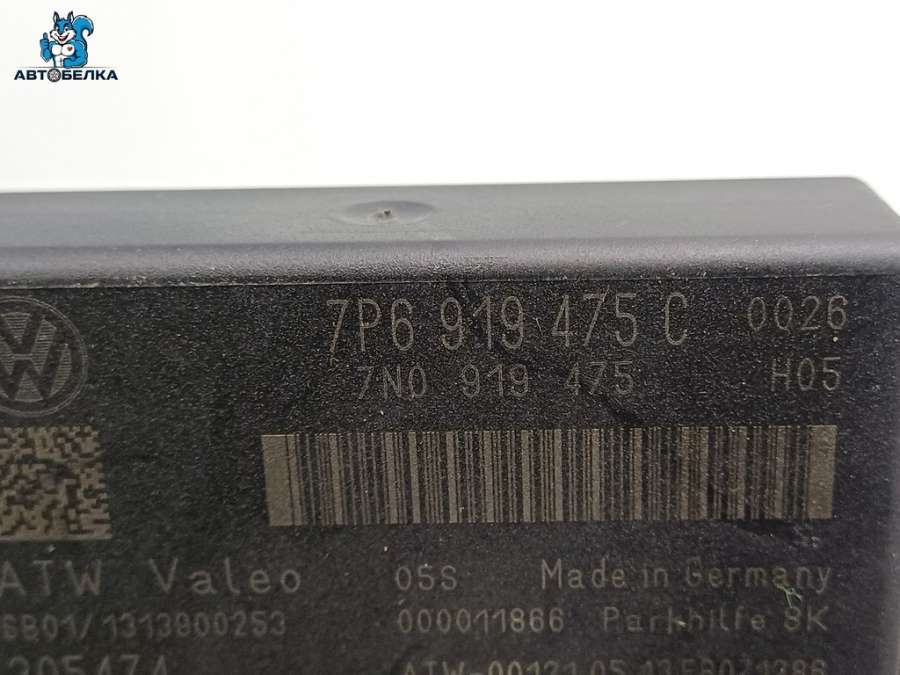 АВТОБЕЛКА
7P6 919 475 C 0026
7N0 919 475 H05
ATW Valeo 05S Made in Germany
6B01/1313800253 000011866 Parkhilfe 8K